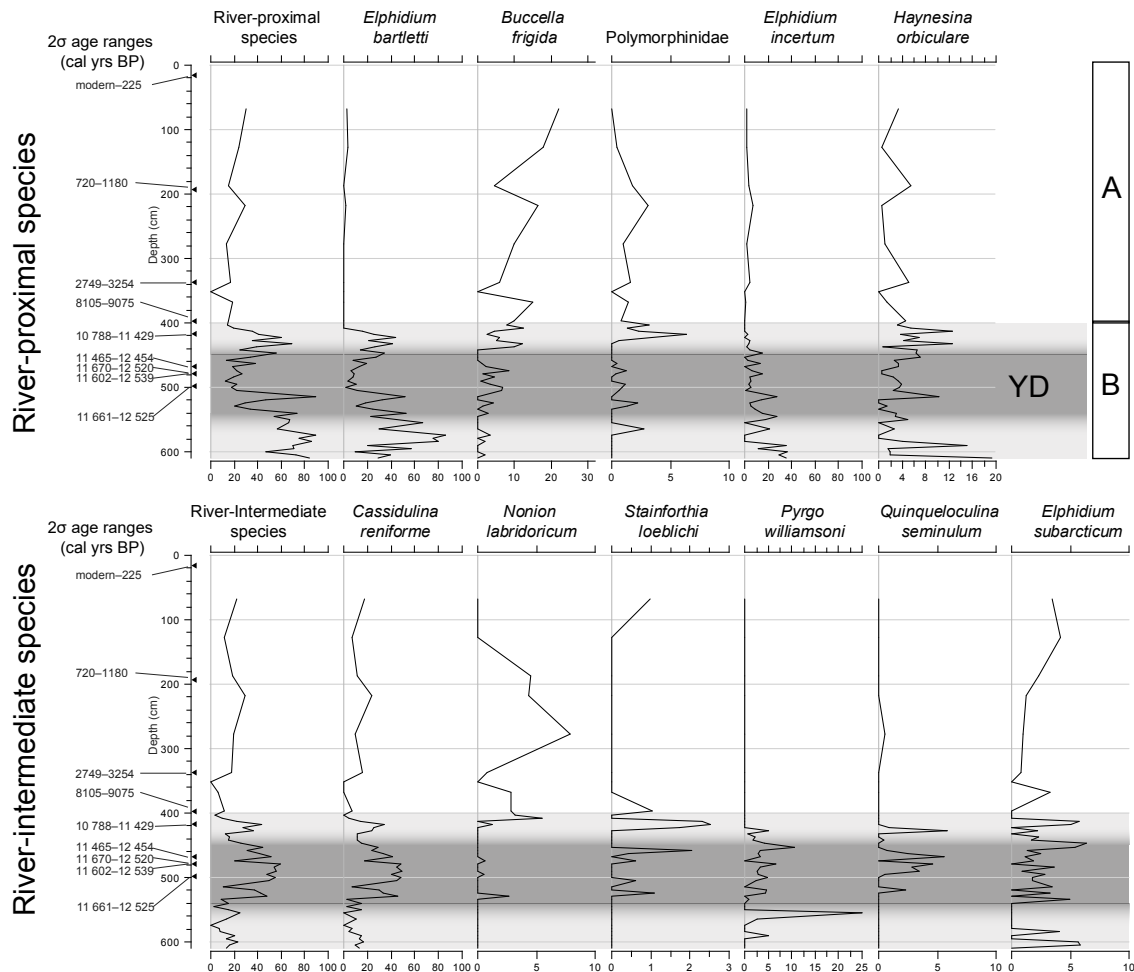 River-proximal species
2σ age ranges
(cal yrs BP)
River-proximal
species
Elphidium
bartletti
Buccella
frigida
Polymorphinidae
Elphidium
incertum
Haynesina
orbiculare
modern–225
720–1180
2749–3254
8105–9075
10 788–11 429
11 465–12 454
11 670–12 520
11 602–12 539
11 661–12 525
Depth (cm)
0
100
200
300
400
500
600
A
B
YD
0 20 40 60 80 100
0 20 40 60 80 100
0 10 20 30
0 5 10
0 20 40 60 80 100
0 4 8 12 16 20
River-intermediate species
2σ age ranges
(cal yrs BP)
River-Intermediate
species
Cassidulina
reniforme
Nonion
labridoricum
Stainforthia
loeblichi
Pyrgo
williamsoni
Quinqueloculina
seminulum
Elphidium
subarcticum
modern–225
720–1180
2749–3254
8105–9075
10 788–11 429
11 465–12 454
11 670–12 520
11 602–12 539
11 661–12 525
Depth (cm)
0
100
200
300
400
500
600
0 20 40 60 80 100
0 20 40 60 80 100
0 5 10
0 1 2 3
0 5 10 15 20 25
0 5 10
0 5 10